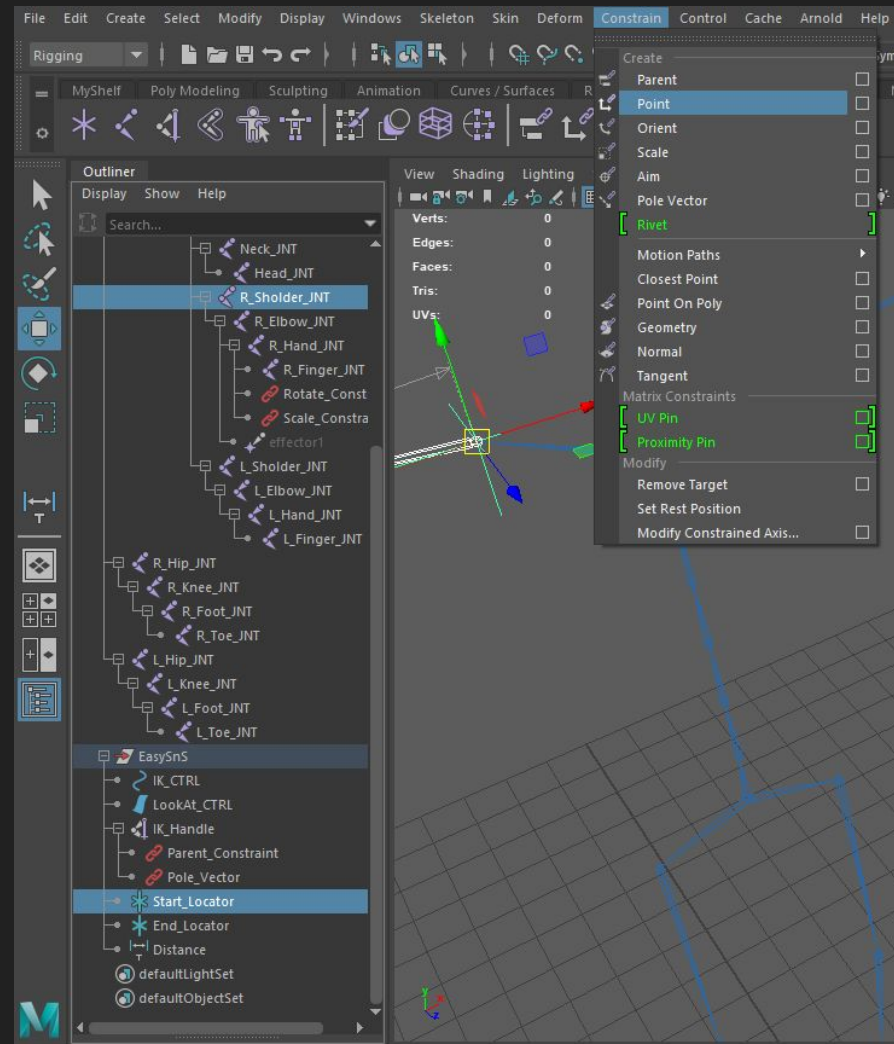 File Edit Create Select Modify Display Windows Skeleton Skin Deform Constrain Control Cache Arnold Help
Rigging
MyShelf Poly Modeling Sculpting Animation Curves / Surfaces
Outliner
Display Show Help
Search...
Neck_JNT
Head_JNT
R_Sholder_JNT
R_Elbow_JNT
R_Hand_JNT
R_Finger_JNT
Rotate_Const
Scale_Constra
effector1
L_Sholder_JNT
L_Elbow_JNT
L_Hand_JNT
L_Finger_JNT
R_Hip_JNT
R_Knee_JNT
R_Foot_JNT
R_Toe_JNT
L_Hip_JNT
L_Knee_JNT
L_Foot_JNT
L_Toe_JNT
EasySnS
IK_CTRL
LookAt_CTRL
IK_Handle
Parent_Constraint
Pole_Vector
Start_Locator
End_Locator
Distance
defaultLightSet
defaultObjectSet
View Shading Lighting
Verts: 0
Edges: 0
Faces: 0
Tris: 0
UVs: 0
Create
Parent
Point
Orient
Scale
Aim
Pole Vector
Rivet
Motion Paths
Closest Point
Point On Poly
Geometry
Normal
Tangent
Matrix Constraints
UV Pin
Proximity Pin
Modify
Remove Target
Set Rest Position
Modify Constrained Axis...
y
x
z
M